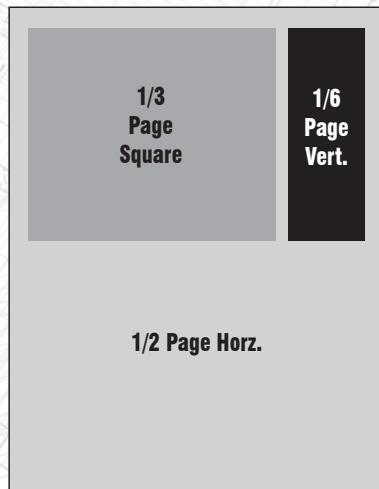 1/3
Page
Square
1/6
Page
Vert.
1/2 Page Horz.